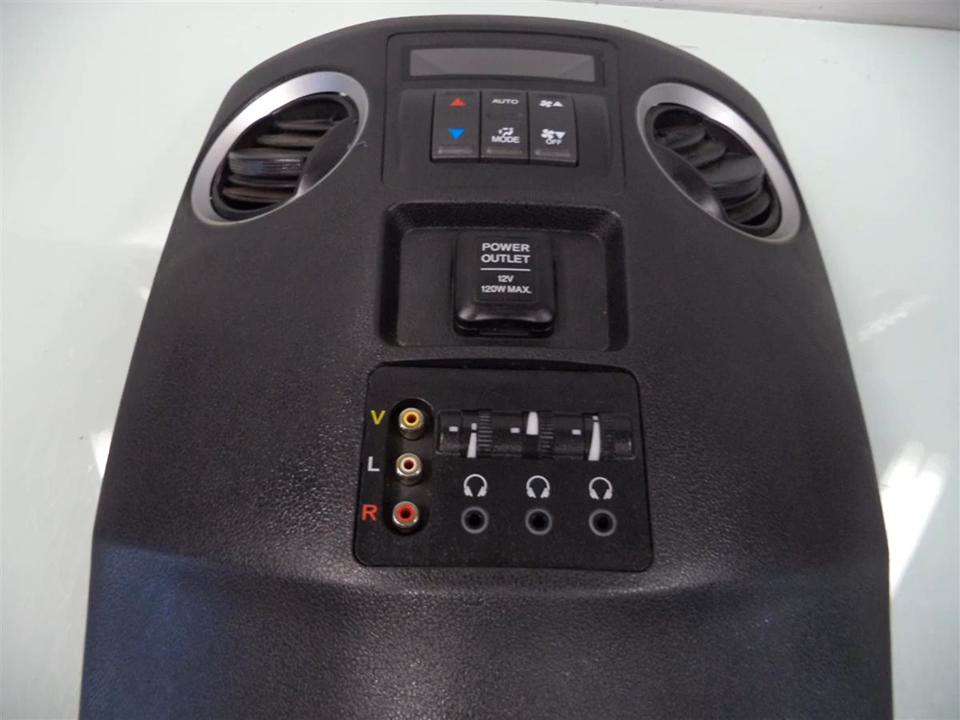 AUTO
MODE
OFF
POWER
OUTLET
12V
120W MAX.
V
L
R